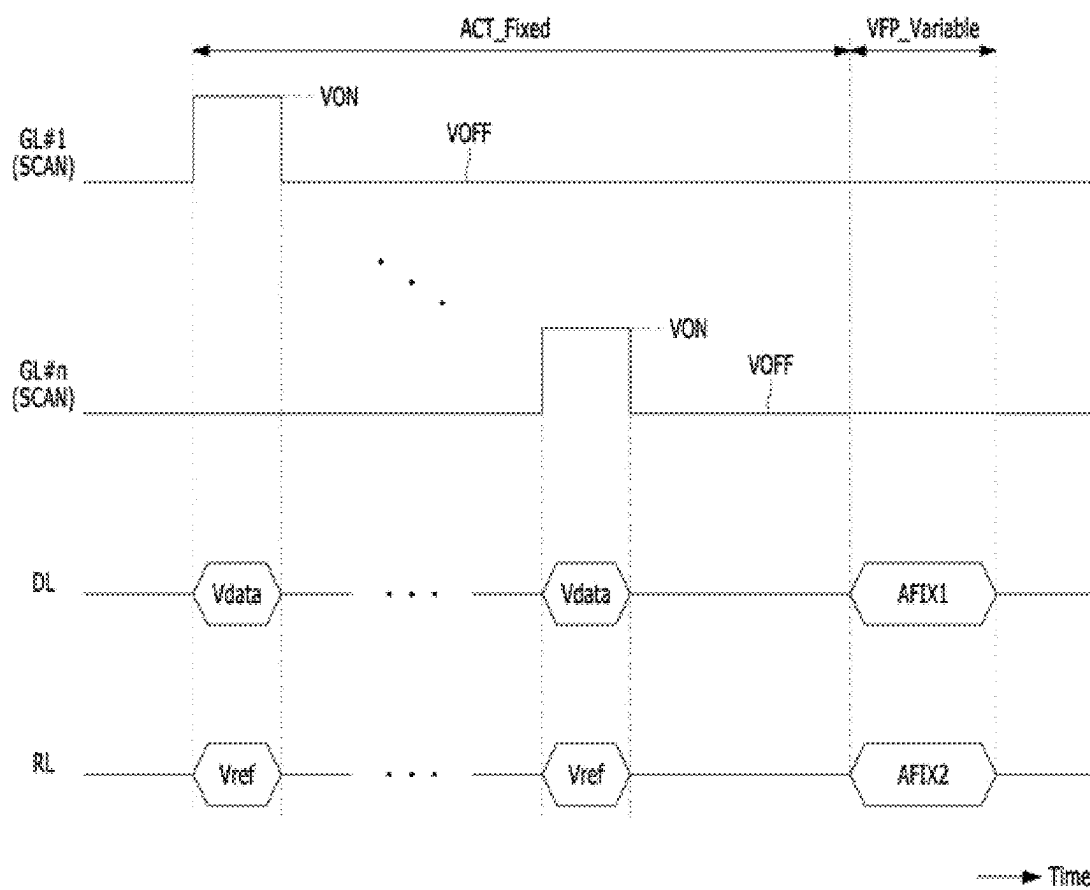 ACT_Fixed VFP_Variable
VON
GL#1
(SCAN)
VOFF
VON
GL#n
(SCAN)
VOFF
DL Vdata Vdata AFIX1
RL Vref Vref AFIX2
Time